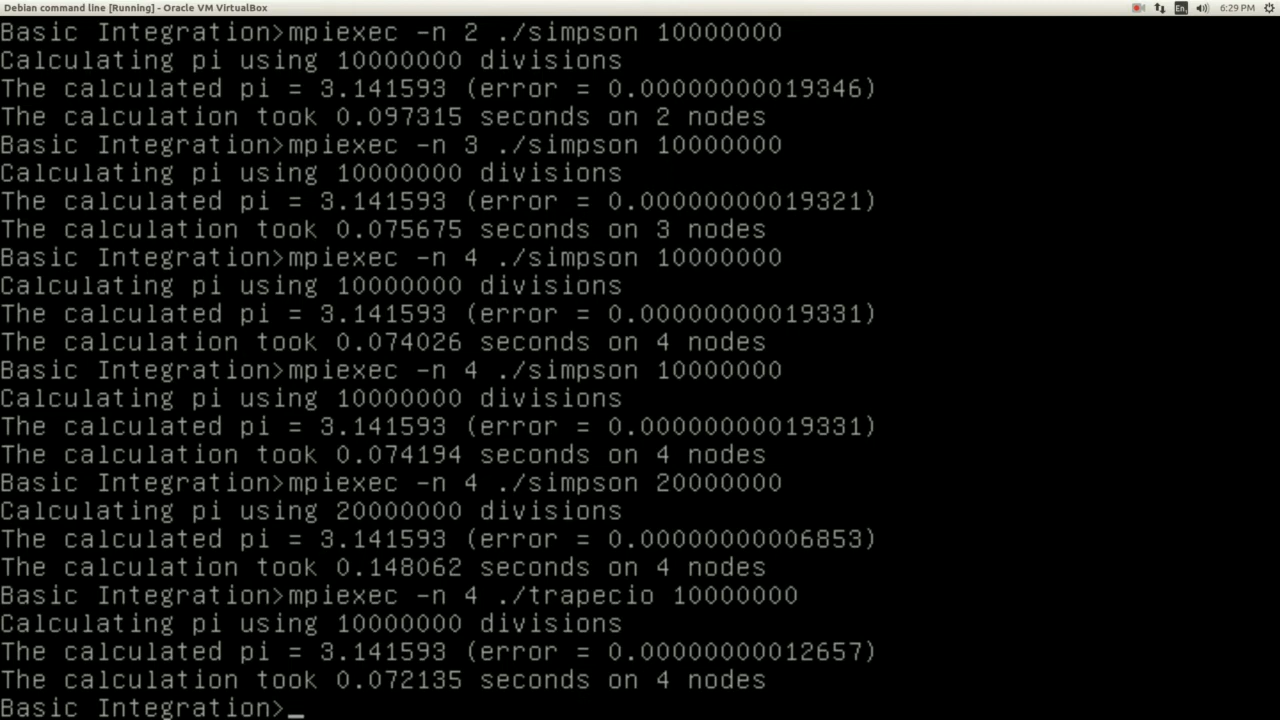 Debian command line [Running] - Oracle VM VirtualBox
En
6:29 PM
Basic Integration>mpiexec -n 2 ./simpson 10000000
Calculating pi using 10000000 divisions
The calculated pi = 3.141593 (error = 0.00000000019346)
The calculation took 0.097315 seconds on 2 nodes
Basic Integration>mpiexec -n 3 ./simpson 10000000
Calculating pi using 10000000 divisions
The calculated pi = 3.141593 (error = 0.00000000019321)
The calculation took 0.075675 seconds on 3 nodes
Basic Integration>mpiexec -n 4 ./simpson 10000000
Calculating pi using 10000000 divisions
The calculated pi = 3.141593 (error = 0.00000000019331)
The calculation took 0.074026 seconds on 4 nodes
Basic Integration>mpiexec -n 4 ./simpson 10000000
Calculating pi using 10000000 divisions
The calculated pi = 3.141593 (error = 0.00000000019331)
The calculation took 0.074194 seconds on 4 nodes
Basic Integration>mpiexec -n 4 ./simpson 20000000
Calculating pi using 20000000 divisions
The calculated pi = 3.141593 (error = 0.00000000006853)
The calculation took 0.148062 seconds on 4 nodes
Basic Integration>mpiexec -n 4 ./trapecio 10000000
Calculating pi using 10000000 divisions
The calculated pi = 3.141593 (error = 0.00000000012657)
The calculation took 0.072135 seconds on 4 nodes
Basic Integration>_